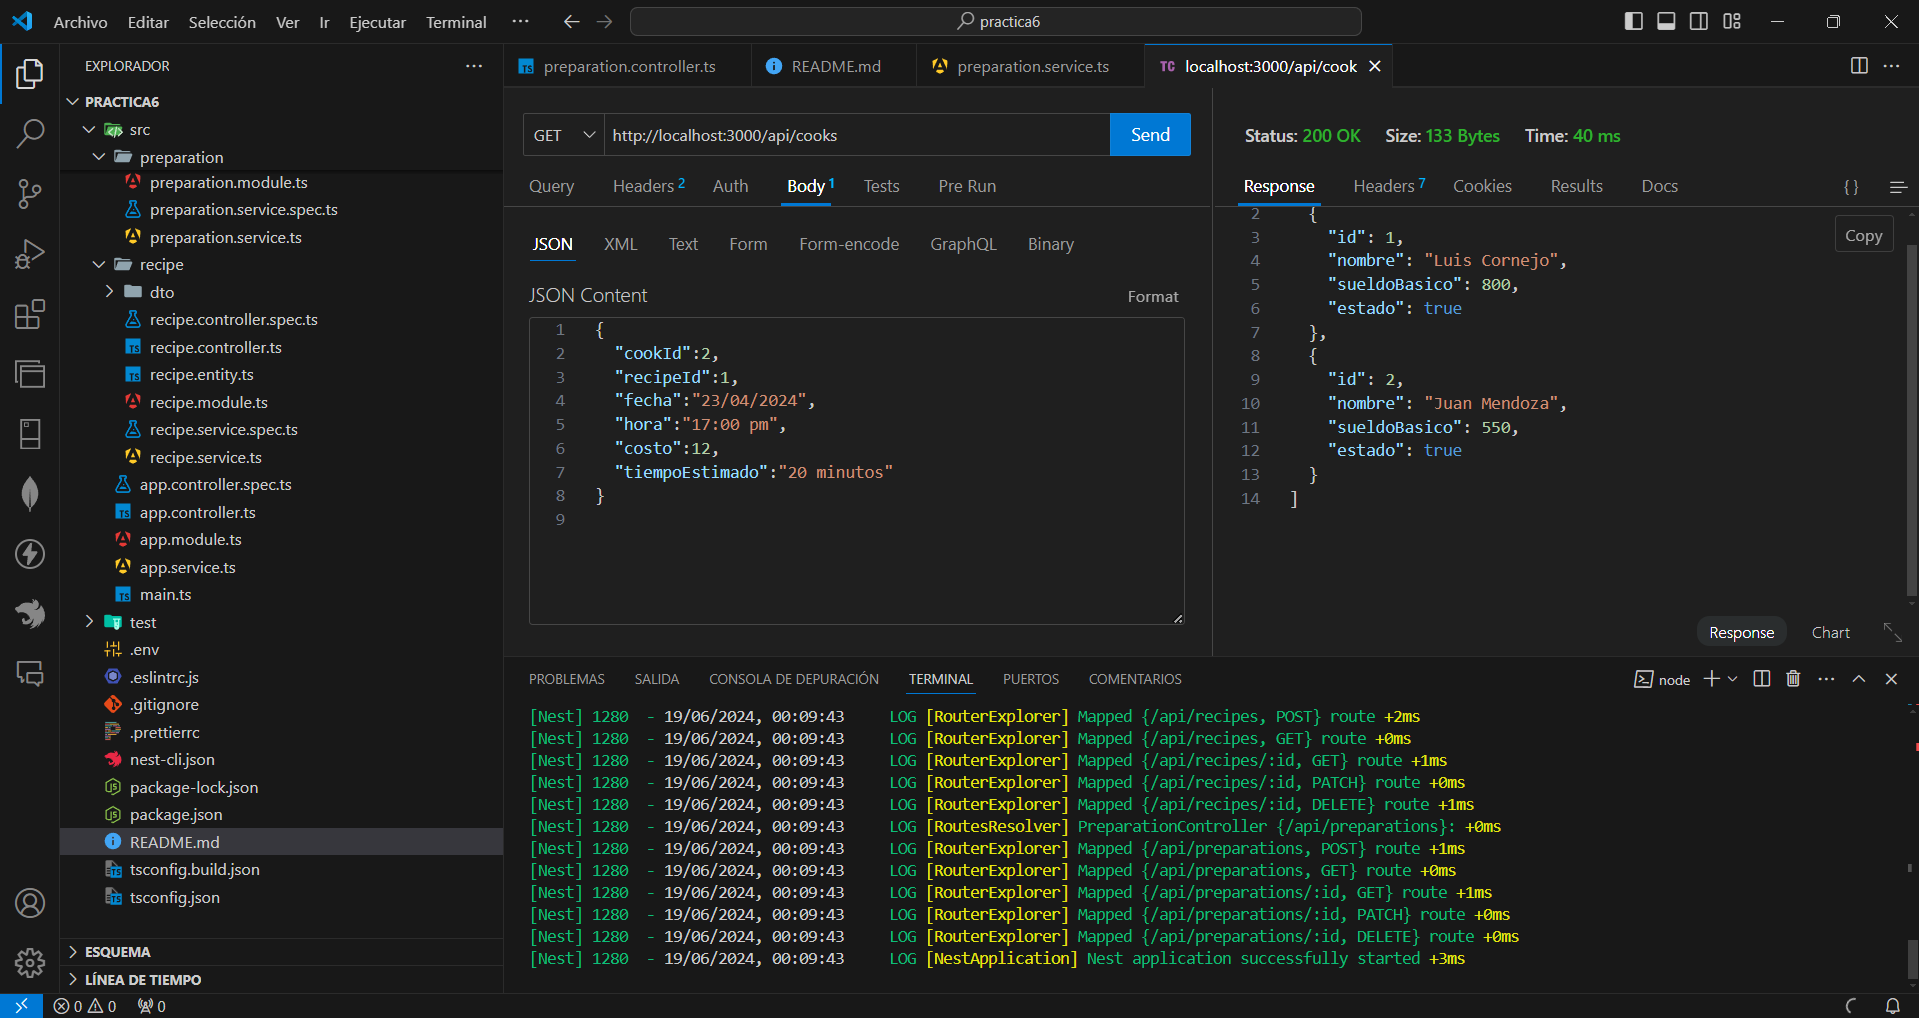 Archivo Editar Selección Ver Ir Ejecutar Terminal ··· practica6
EXPLORADOR ···
PRACTICA6
src
preparation
preparation.module.ts
preparation.service.spec.ts
preparation.service.ts
recipe
dto
recipe.controller.spec.ts
recipe.controller.ts
recipe.entity.ts
recipe.module.ts
recipe.service.spec.ts
recipe.service.ts
app.controller.spec.ts
app.controller.ts
app.module.ts
app.service.ts
main.ts
test
.env
.eslintrc.js
.gitignore
.prettierrc
nest-cli.json
package-lock.json
package.json
README.md
tsconfig.build.json
tsconfig.json
ESQUEMA
LÍNEA DE TIEMPO
TS preparation.controller.ts README.md preparation.service.ts TC localhost:3000/api/cook
GET http://localhost:3000/api/cooks Send
Query Headers 2 Auth Body 1 Tests Pre Run
JSON XML Text Form Form-encode GraphQL Binary
JSON Content Format
1 {
2 "cookId":2,
3 "recipeId":1,
4 "fecha":"23/04/2024",
5 "hora":"17:00 pm",
6 "costo":12,
7 "tiempoEstimado":"20 minutos"
8 }
9
Status: 200 OK Size: 133 Bytes Time: 40 ms
Response Headers 7 Cookies Results Docs {}
Copy
2 {
3 "id": 1,
4 "nombre": "Luis Cornejo",
5 "sueldoBasico": 800,
6 "estado": true
7 },
8 {
9 "id": 2,
10 "nombre": "Juan Mendoza",
11 "sueldoBasico": 550,
12 "estado": true
13 }
14 ]
Response Chart
PROBLEMAS SALIDA CONSOLA DE DEPURACIÓN TERMINAL PUERTOS COMENTARIOS node
[Nest] 1280 - 19/06/2024, 00:09:43 LOG [RouterExplorer] Mapped {/api/recipes, POST} route +2ms
[Nest] 1280 - 19/06/2024, 00:09:43 LOG [RouterExplorer] Mapped {/api/recipes, GET} route +0ms
[Nest] 1280 - 19/06/2024, 00:09:43 LOG [RouterExplorer] Mapped {/api/recipes/:id, GET} route +1ms
[Nest] 1280 - 19/06/2024, 00:09:43 LOG [RouterExplorer] Mapped {/api/recipes/:id, PATCH} route +0ms
[Nest] 1280 - 19/06/2024, 00:09:43 LOG [RouterExplorer] Mapped {/api/recipes/:id, DELETE} route +1ms
[Nest] 1280 - 19/06/2024, 00:09:43 LOG [RoutesResolver] PreparationController {/api/preparations}: +0ms
[Nest] 1280 - 19/06/2024, 00:09:43 LOG [RouterExplorer] Mapped {/api/preparations, POST} route +1ms
[Nest] 1280 - 19/06/2024, 00:09:43 LOG [RouterExplorer] Mapped {/api/preparations, GET} route +0ms
[Nest] 1280 - 19/06/2024, 00:09:43 LOG [RouterExplorer] Mapped {/api/preparations/:id, GET} route +1ms
[Nest] 1280 - 19/06/2024, 00:09:43 LOG [RouterExplorer] Mapped {/api/preparations/:id, PATCH} route +0ms
[Nest] 1280 - 19/06/2024, 00:09:43 LOG [RouterExplorer] Mapped {/api/preparations/:id, DELETE} route +0ms
[Nest] 1280 - 19/06/2024, 00:09:43 LOG [NestApplication] Nest application successfully started +3ms
0 0 0